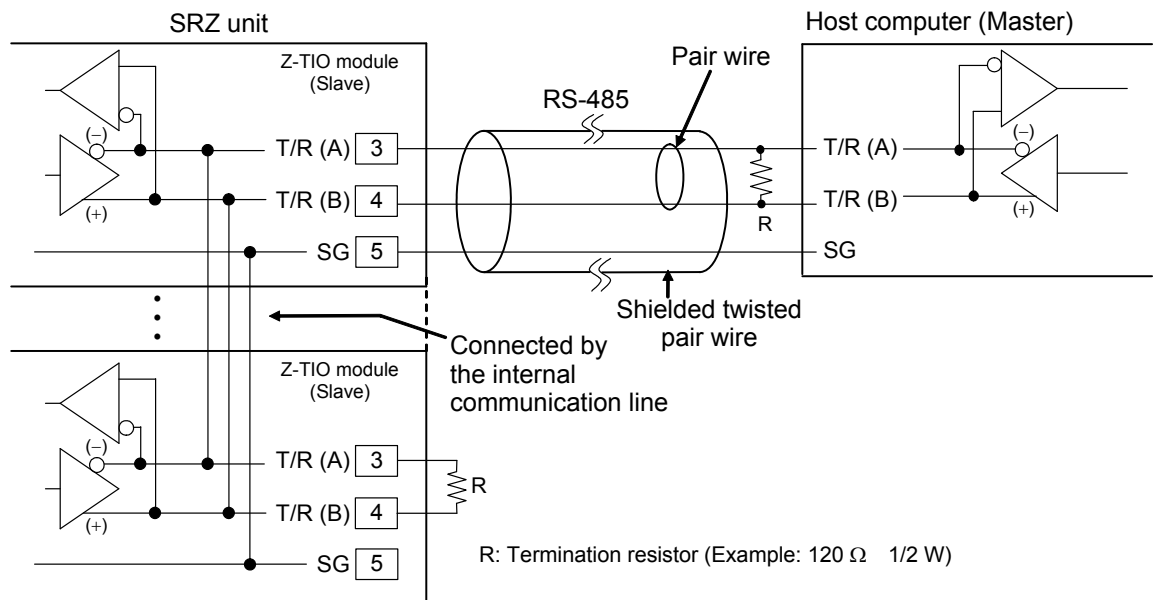 SRZ unit
Host computer (Master)
Z-TIO module
(Slave)
Pair wire
RS-485
(−)
T/R (A) 3
T/R (A)
(−)
T/R (B) 4
R
T/R (B)
(+)
(+)
SG 5
SG
Shielded twisted
pair wire
Connected by
the internal
communication line
Z-TIO module
(Slave)
(−)
T/R (A) 3
R
T/R (B) 4
(+)
SG 5
R: Termination resistor (Example: 120 Ω 1/2 W)